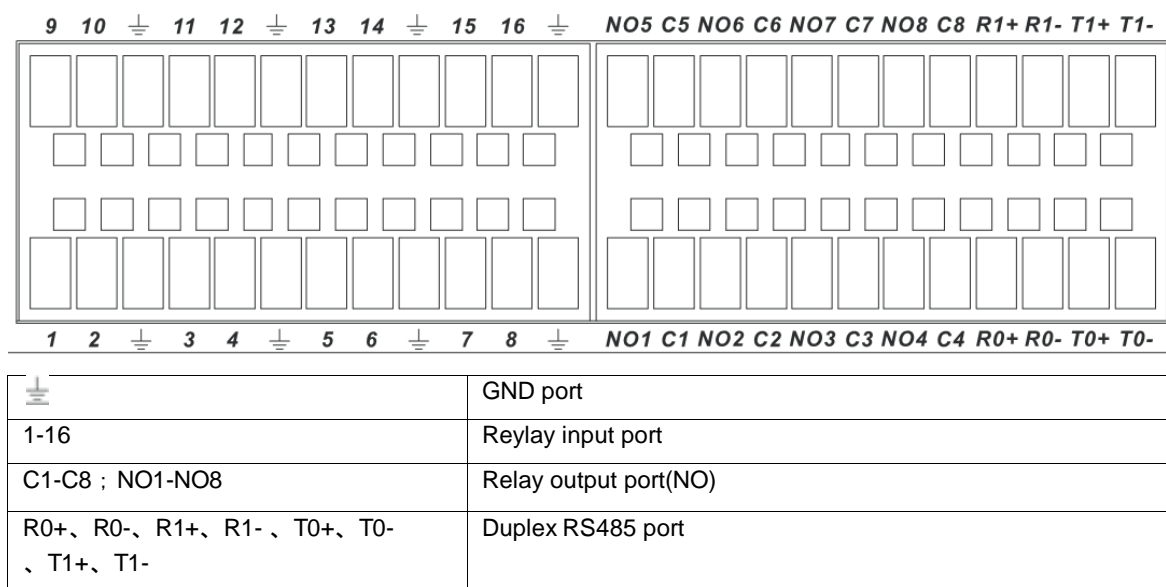 9 10 ⏚ 11 12 ⏚ 13 14 ⏚ 15 16 ⏚ NO5 C5 NO6 C6 NO7 C7 NO8 C8 R1+ R1- T1+ T1-
1 2 ⏚ 3 4 ⏚ 5 6 ⏚ 7 8 ⏚ NO1 C1 NO2 C2 NO3 C3 NO4 C4 R0+ R0- T0+ T0-
⏚ GND port
1-16 Reylay input port
C1-C8；NO1-NO8 Relay output port(NO)
R0+、R0-、R1+、R1- 、T0+、T0- Duplex RS485 port
、T1+、T1-